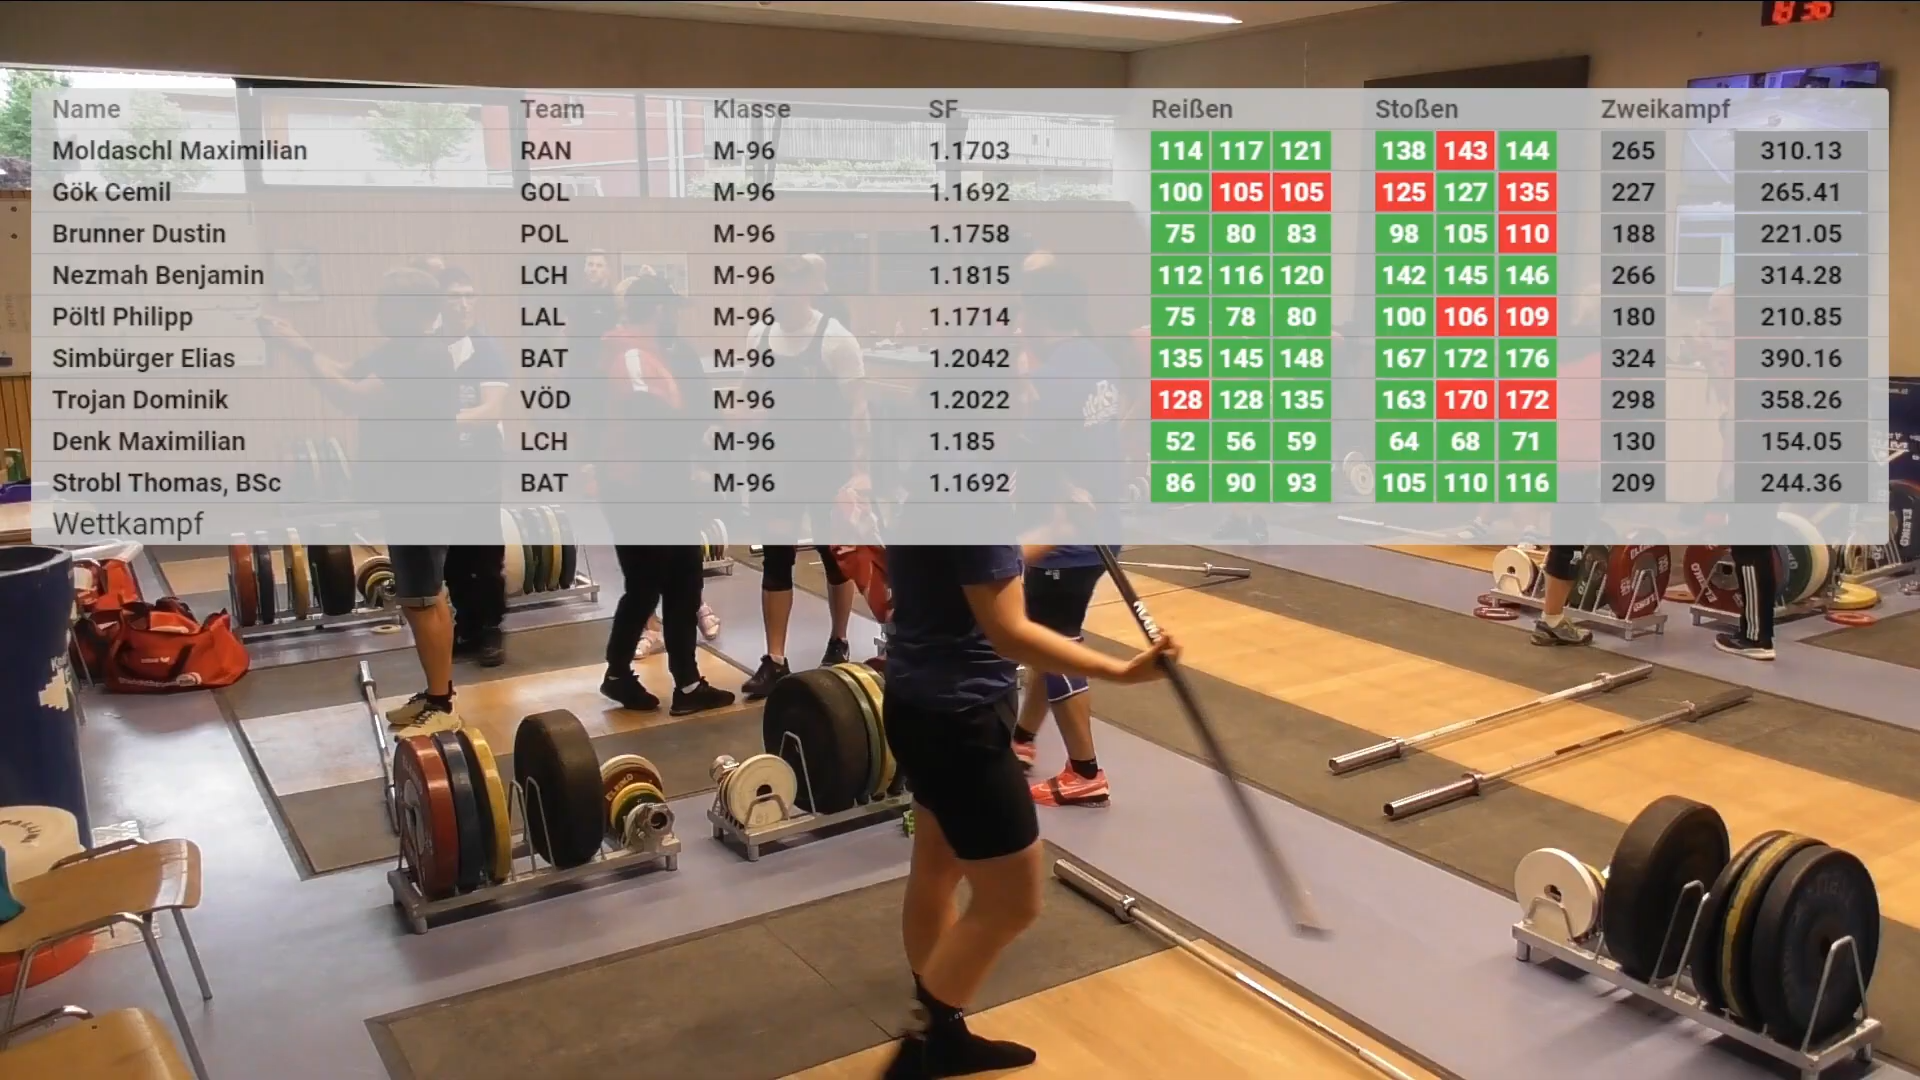 Name Team Klasse SF Reißen Stoßen Zweikampf
Moldaschl Maximilian RAN M-96 1.1703 114 117 121 138 143 144 265 310.13
Gök Cemil GOL M-96 1.1692 100 105 105 125 127 135 227 265.41
Brunner Dustin POL M-96 1.1758 75 80 83 98 105 110 188 221.05
Nezmah Benjamin LCH M-96 1.1815 112 116 120 142 145 146 266 314.28
Pöltl Philipp LAL M-96 1.1714 75 78 80 100 106 109 180 210.85
Simbürger Elias BAT M-96 1.2042 135 145 148 167 172 176 324 390.16
Trojan Dominik VÖD M-96 1.2022 128 128 135 163 170 172 298 358.26
Denk Maximilian LCH M-96 1.185 52 56 59 64 68 71 130 154.05
Strobl Thomas, BSc BAT M-96 1.1692 86 90 93 105 110 116 209 244.36
Wettkampf
ELEIKO